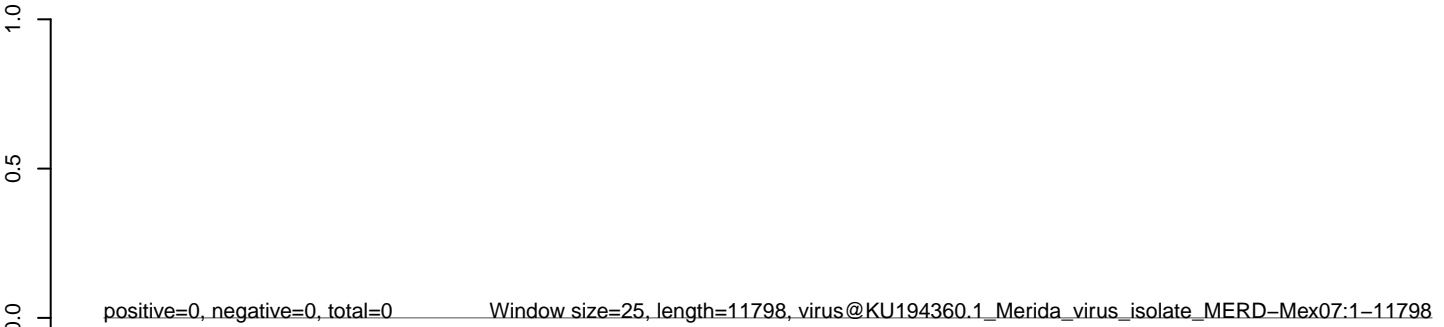 1.0
0.5
0.0
positive=0, negative=0, total=0
Window size=25, length=11798, virus@KU194360.1_Merida_virus_isolate_MERD−Mex07:1−11798